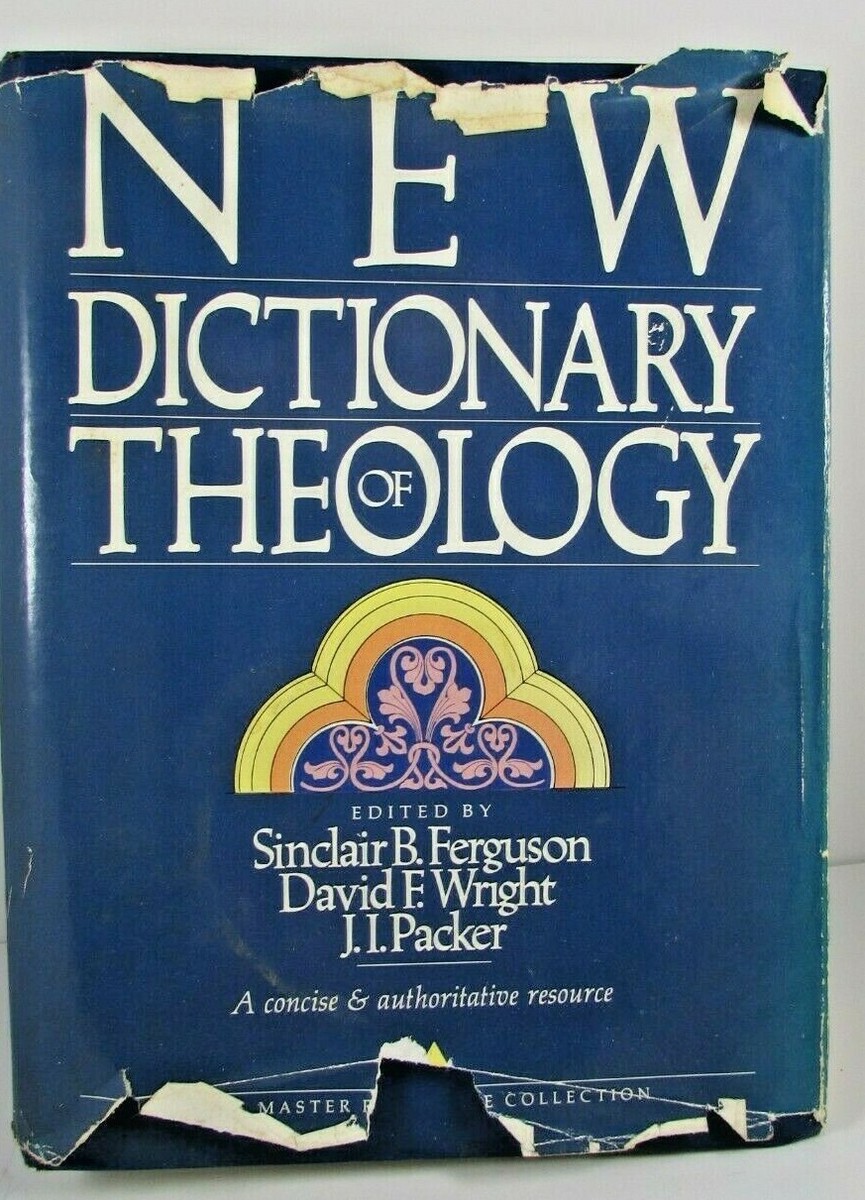 NEW
DICTIONARY
OF
THEOLOGY
EDITED BY
Sinclair B. Ferguson
David F. Wright
J. I. Packer
A concise & authoritative resource
MASTER COLLECTION